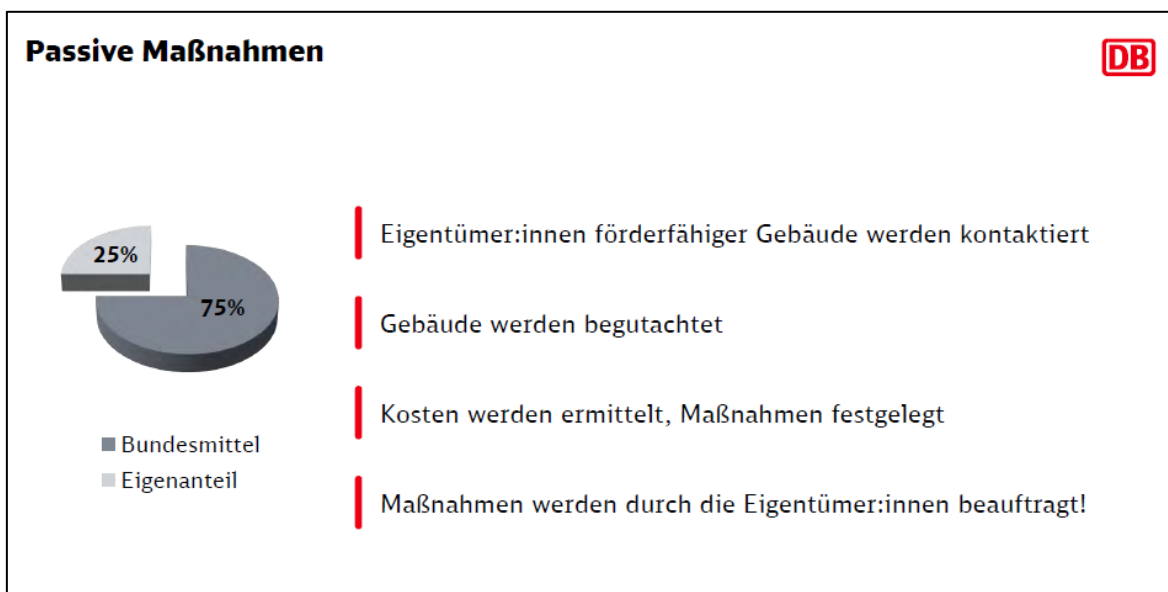 Passive Maßnahmen
DB
25%
75%
Bundesmittel
Eigenanteil
Eigentümer:innen förderfähiger Gebäude werden kontaktiert
Gebäude werden begutachtet
Kosten werden ermittelt, Maßnahmen festgelegt
Maßnahmen werden durch die Eigentümer:innen beauftragt!